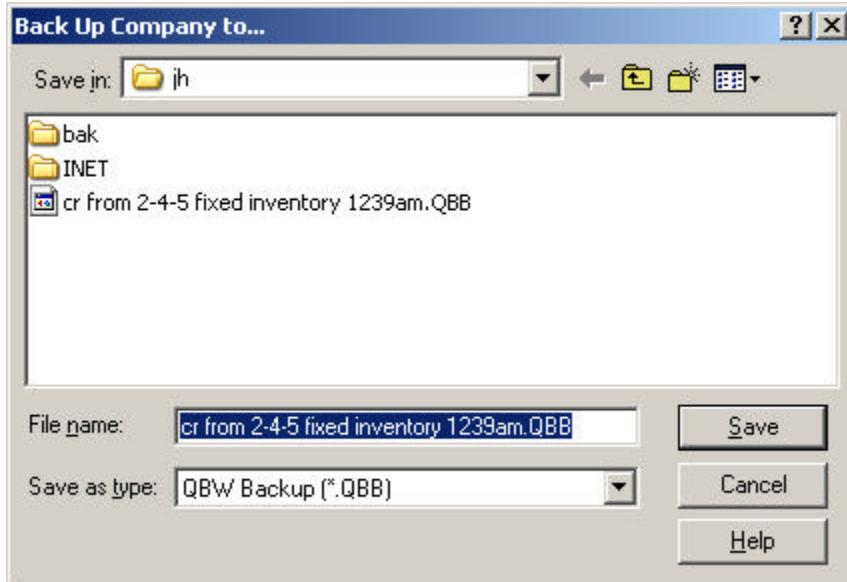 Back Up Company to...
Save in: jh
bak
INET
cr from 2-4-5 fixed inventory 1239am.QBB
File name: cr from 2-4-5 fixed inventory 1239am.QBB Save
Save as type: QBW Backup (*.QBB) Cancel
Help